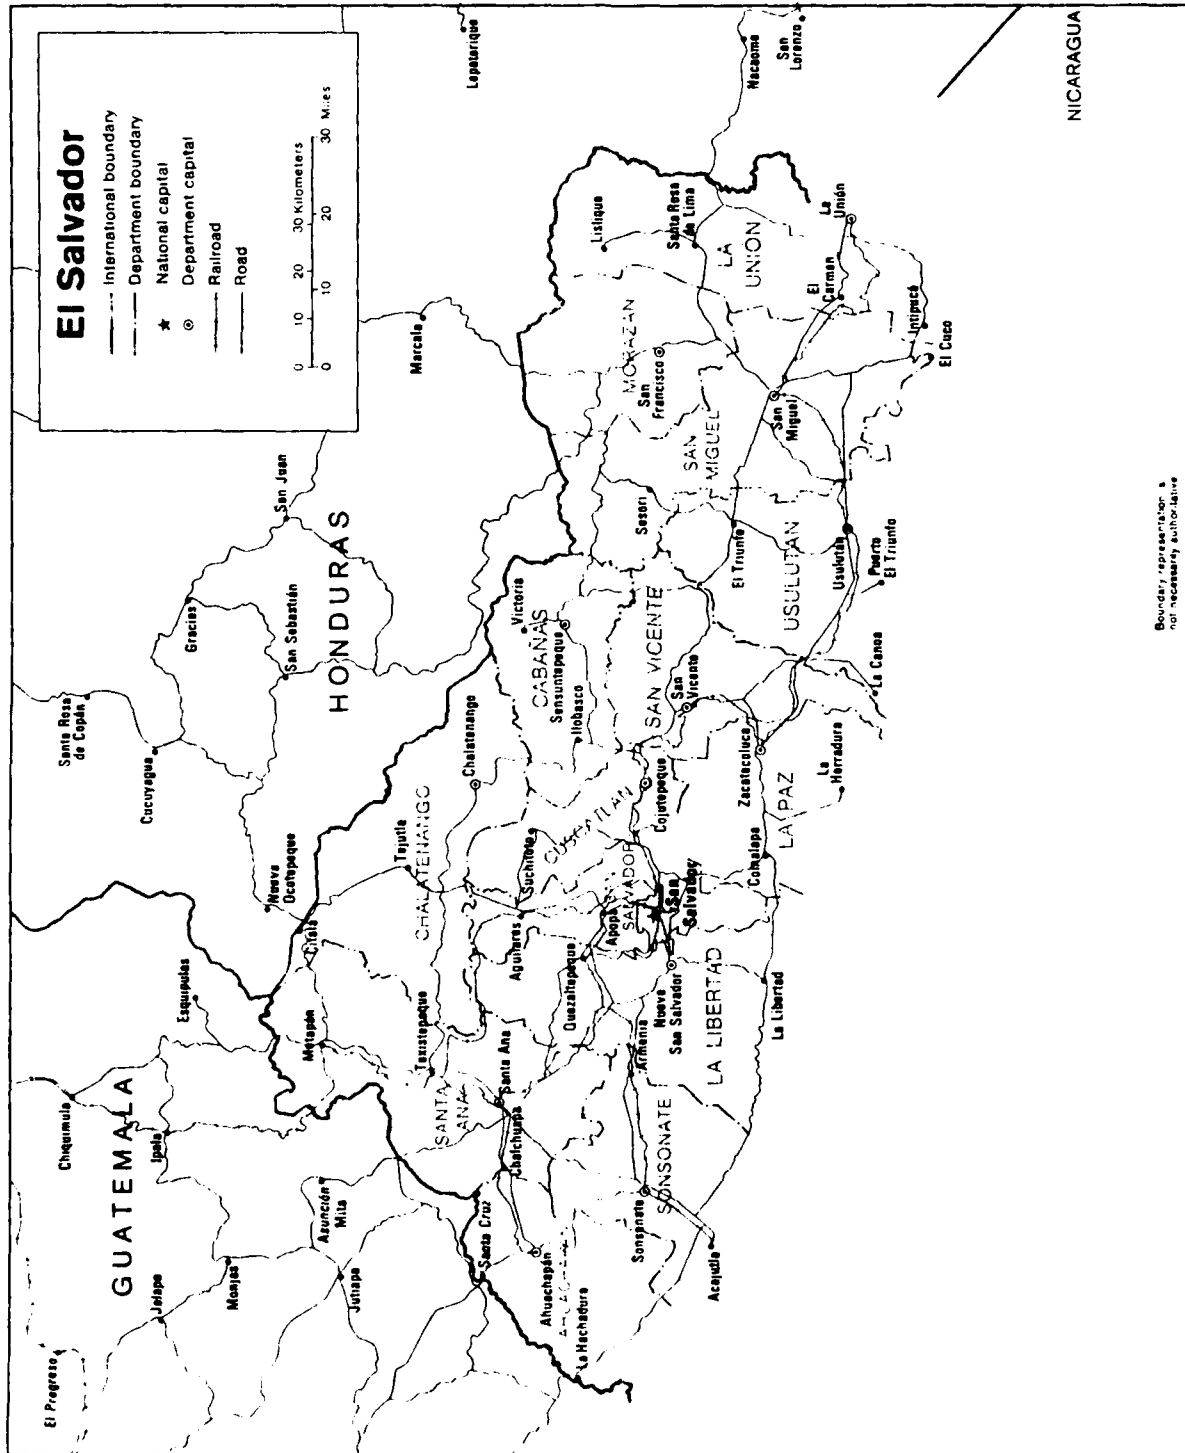 El Salvador
International boundary
Department boundary
National capital
Department capital
Railroad
Road
0 10 20 30 Kilometers
0 10 20 30 Miles
El Progreso
Jalapa
Monjas
Jutiapa
Asunción
Mita
Ipala
Chiquimula
GUATEMALA
Esquipulas
Nueva
Ocotepeque
Cucuyagua
Santa Rosa
de Copán
Gracias
San Sebastián
San Juan
HONDURAS
Marcala
Lepaterique
Nacaome
San
Lorenzo
NICARAGUA
Metapán
Citalá
Texistepeque
Tejutla
CHALATENANGO
Chalatenango
SANTA
ANA
Santa Ana
Chalchuapa
Santa Cruz
Ahuachapán
La Hachadura
Aguilares
Suchitoto
CUSCATLAN
Victoria
CABAÑAS
Sensuntepeque
Ilobasco
Quezaltepeque
Apopa
SAN
SALVADOR
San
Salvador
Nueva
San Salvador
Cojutepeque
SAN VICENTE
San
Vicente
Armenia
LA LIBERTAD
La Libertad
SONSONATE
Sonsonate
Acajutla
Comalapa
LA PAZ
Zacatecoluca
La
Herradura
La Canoa
USULUTAN
Usulután
Puerto
El Triunfo
El Triunfo
Sesori
SAN
MIGUEL
San
Miguel
MORAZAN
San
Francisco
Lislique
Santa Rosa
de Lima
LA
UNION
La
Unión
El
Carmen
Intipucá
El Cuco
Boundary representation is
not necessarily authoritative